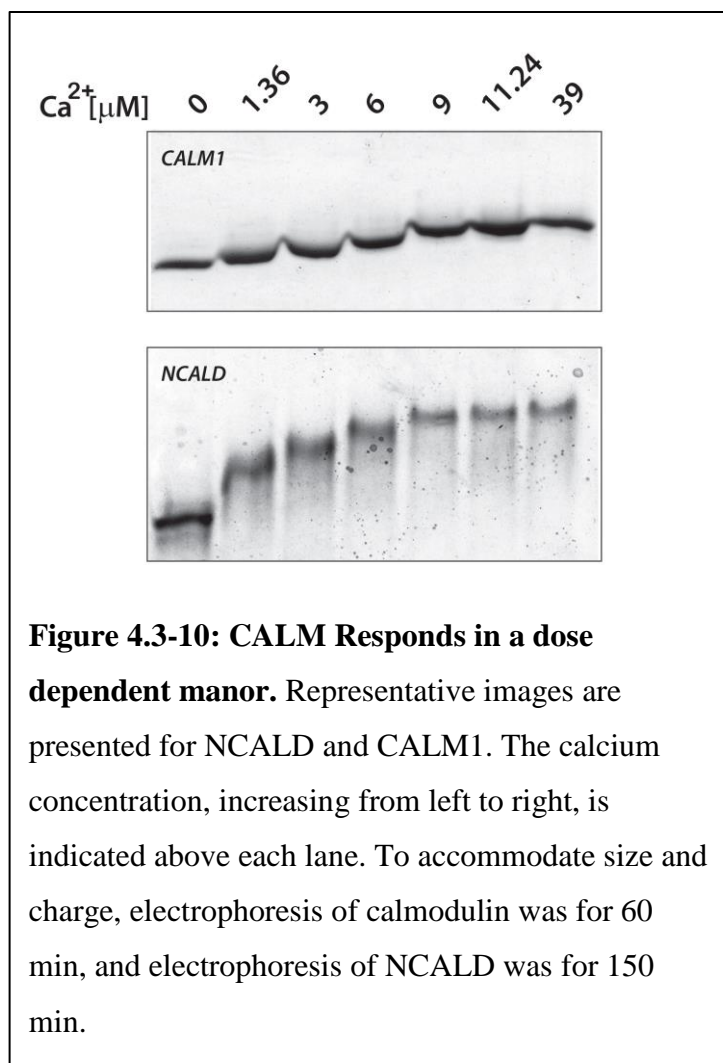 Ca2+[µM] 0 1.36 3 6 9 11.24 39
CALM1
NCALD
Figure 4.3-10: CALM Responds in a dose
dependent manor. Representative images are
presented for NCALD and CALM1. The calcium
concentration, increasing from left to right, is
indicated above each lane. To accommodate size and
charge, electrophoresis of calmodulin was for 60
min, and electrophoresis of NCALD was for 150
min.